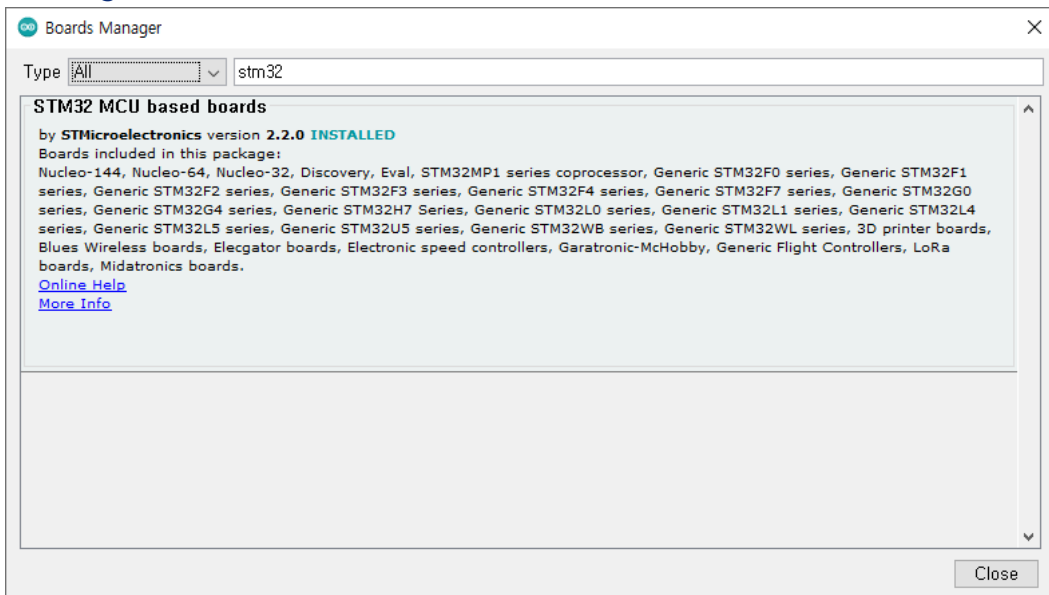 Boards Manager
Type All stm32
STM32 MCU based boards
by STMicroelectronics version 2.2.0 INSTALLED
Boards included in this package:
Nucleo-144, Nucleo-64, Nucleo-32, Discovery, Eval, STM32MP1 series coprocessor, Generic STM32F0 series, Generic STM32F1
series, Generic STM32F2 series, Generic STM32F3 series, Generic STM32F4 series, Generic STM32F7 series, Generic STM32G0
series, Generic STM32G4 series, Generic STM32H7 Series, Generic STM32L0 series, Generic STM32L1 series, Generic STM32L4
series, Generic STM32L5 series, Generic STM32U5 series, Generic STM32WB series, Generic STM32WL series, 3D printer boards,
Blues Wireless boards, Elecgator boards, Electronic speed controllers, Garatronic-McHobby, Generic Flight Controllers, LoRa
boards, Midatronics boards.
Online Help
More Info
Close